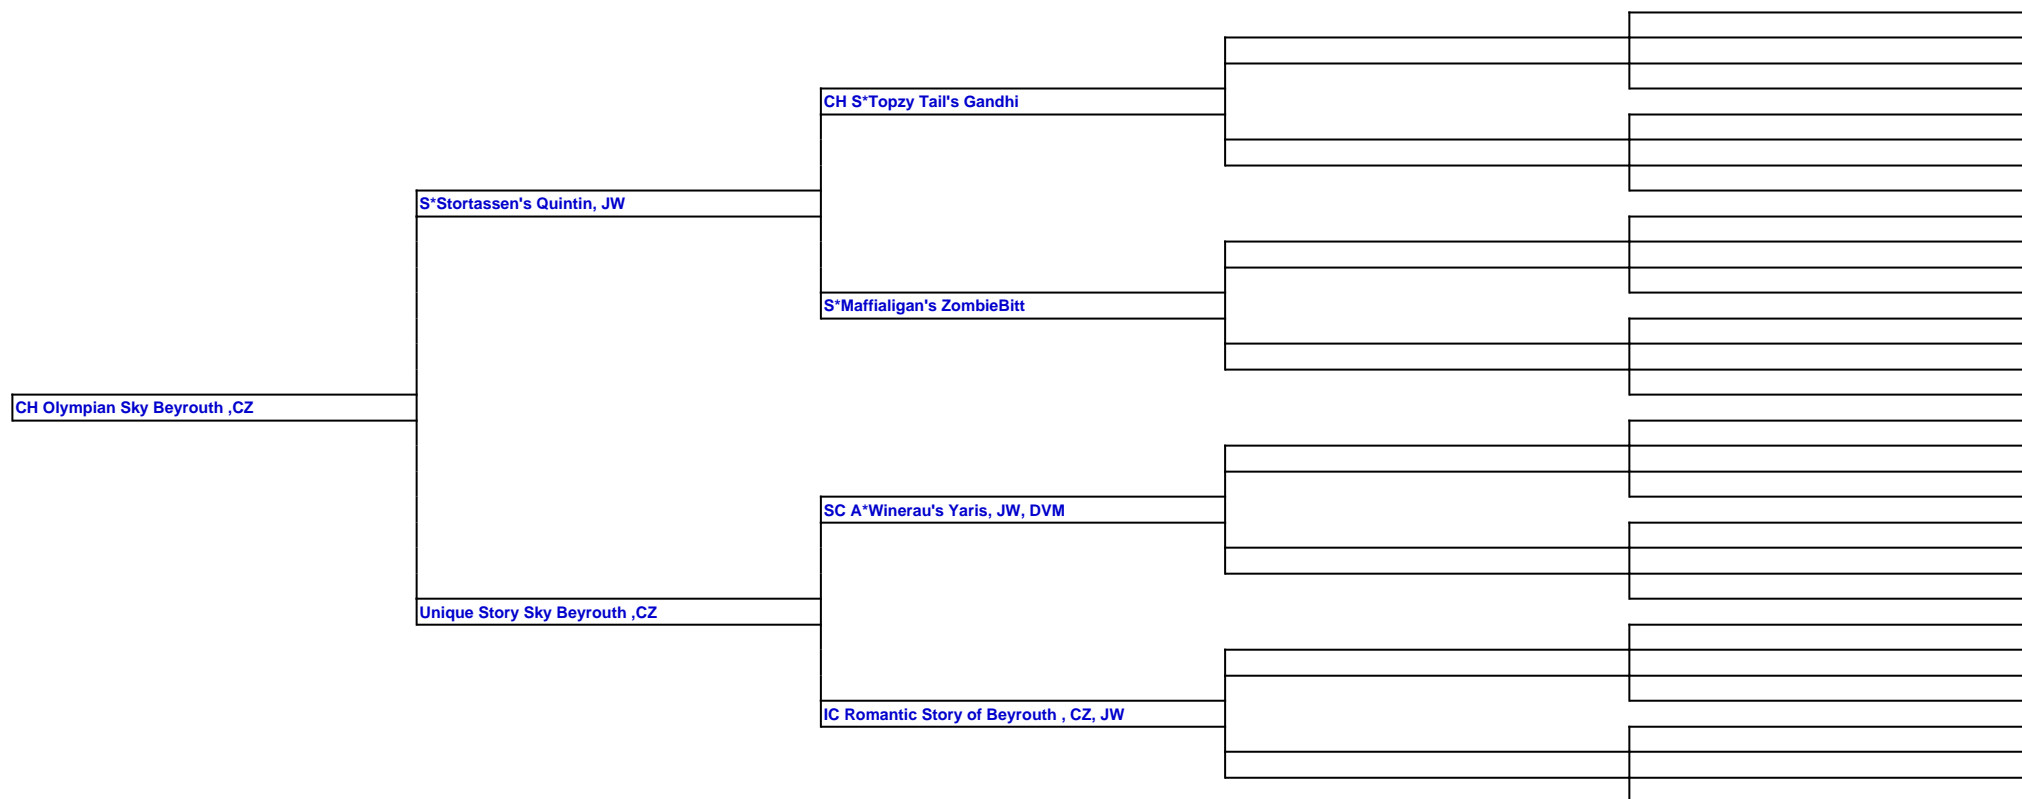 CH S*Topzy Tail's Gandhi
S*Stortassen's Quintin, JW
S*Maffialigan's ZombieBitt
CH Olympian Sky Beyrouth ,CZ
SC A*Winerau's Yaris, JW, DVM
Unique Story Sky Beyrouth ,CZ
IC Romantic Story of Beyrouth , CZ, JW